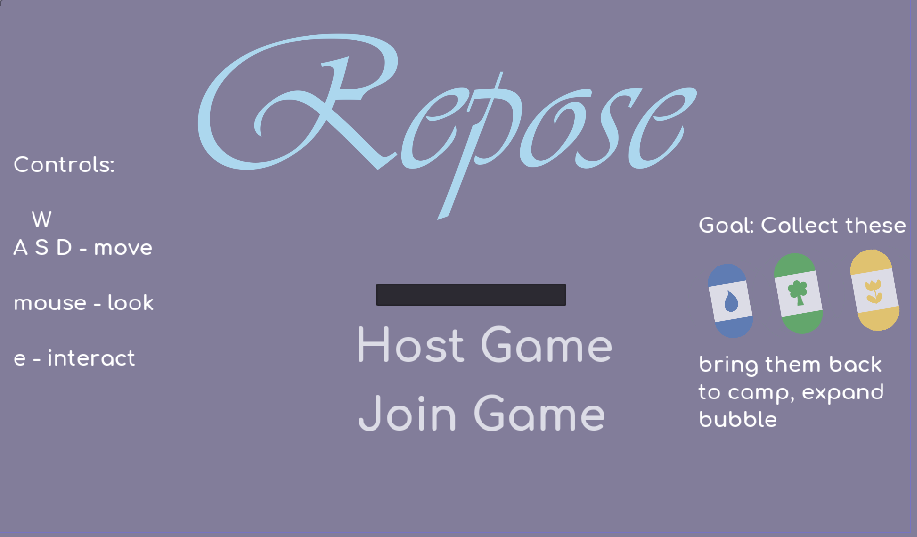 Repose
Controls:
W
A S D - move
mouse - look
e - interact
Host Game
Join Game
Goal: Collect these
bring them back
to camp, expand
bubble